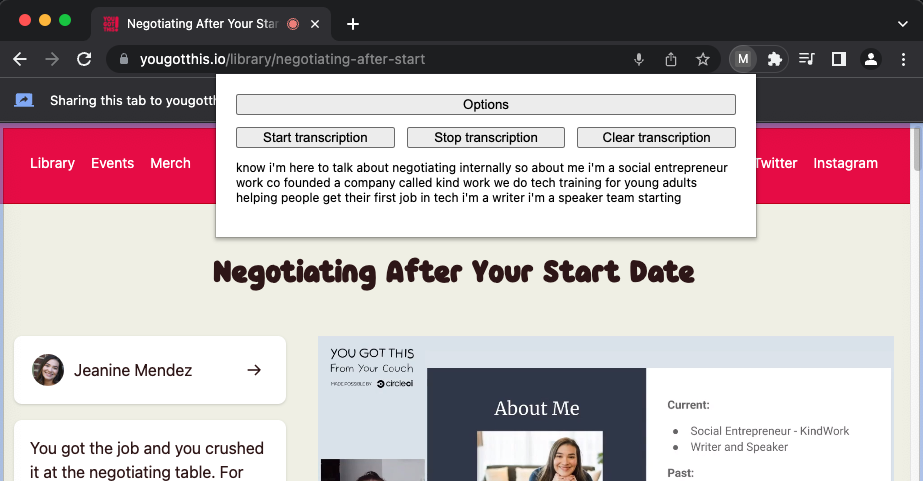 Negotiating After Your Star
yougotthis.io/library/negotiating-after-start
M
Sharing this tab to yougotth
Options
Start transcription Stop transcription Clear transcription
know i'm here to talk about negotiating internally so about me i'm a social entrepreneur
work co founded a company called kind work we do tech training for young adults
helping people get their first job in tech i'm a writer i'm a speaker team starting
Library Events Merch Twitter Instagram
Negotiating After Your Start Date
Jeanine Mendez
You got the job and you crushed
it at the negotiating table. For
YOU GOT THIS
From Your Couch
MADE POSSIBLE BY circleci
About Me
Current:
Social Entrepreneur - KindWork
Writer and Speaker
Past: